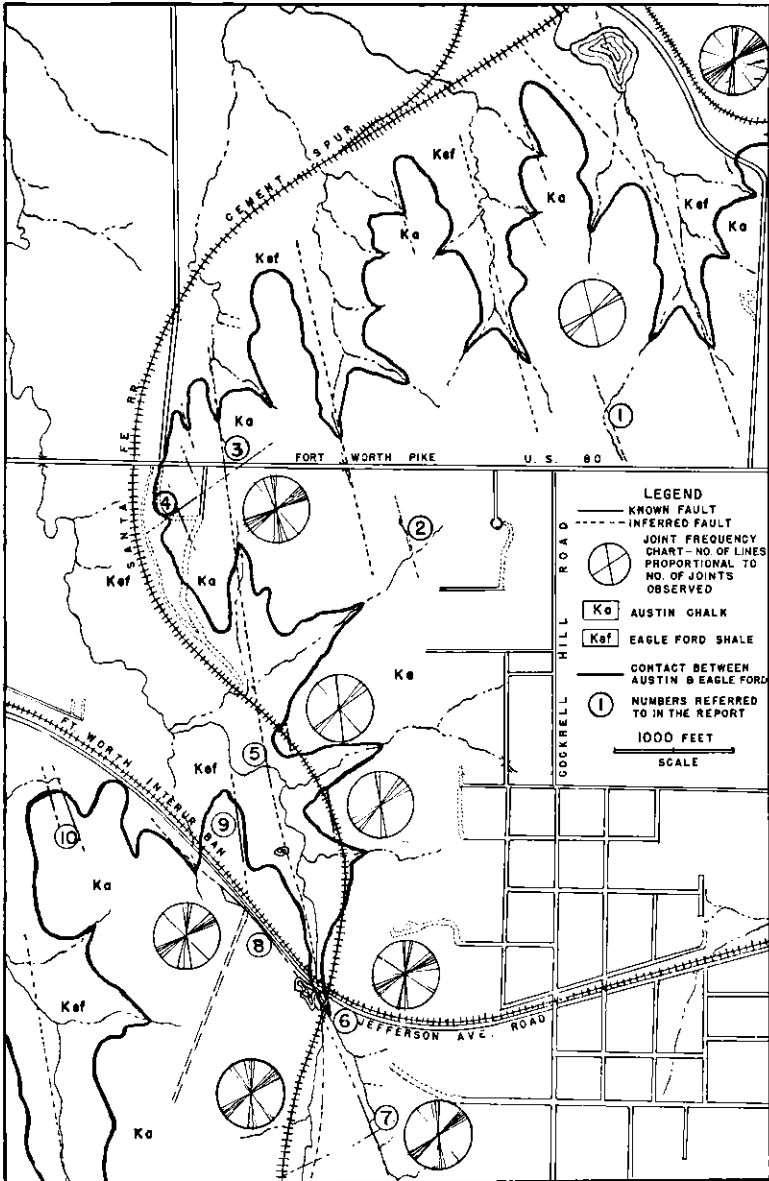 Kef
CEMENT SPUR
Ka
Ka
Kef
Ka
Kef
Ka
1
SANTA FE RR
3
FORT WORTH PIKE U. S. 80
4
2
Kef
Ka
LEGEND
KNOWN FAULT
INFERRED FAULT
JOINT FREQUENCY
CHART - NO. OF LINES
PROPORTIONAL TO
NO. OF JOINTS
OBSERVED
Ka AUSTIN CHALK
Kef EAGLE FORD SHALE
CONTACT BETWEEN
AUSTIN & EAGLE FORD
1 NUMBERS REFERRED
TO IN THE REPORT
1000 FEET
SCALE
COCKRELL HILL ROAD
Ka
FT. WORTH INTERURBAN
5
Kef
9
10
Ka
8
Kef
6
JEFFERSON AVE. ROAD
7
Ka